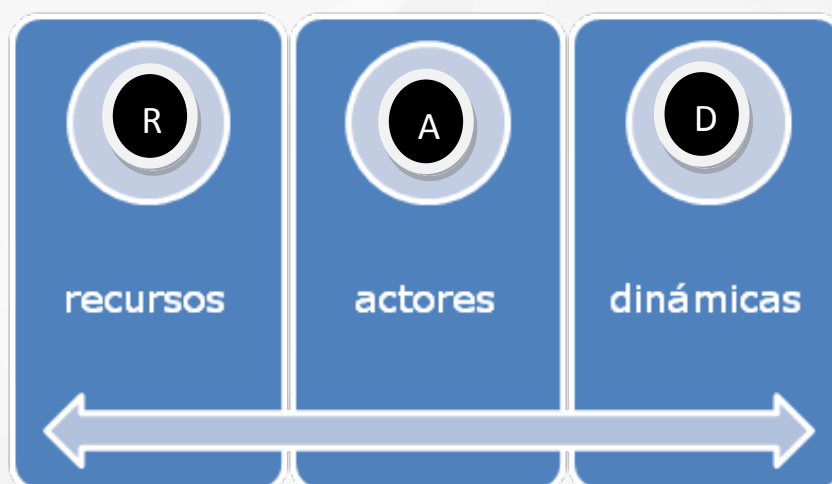 R
A
D
recursos
actores
dinámicas